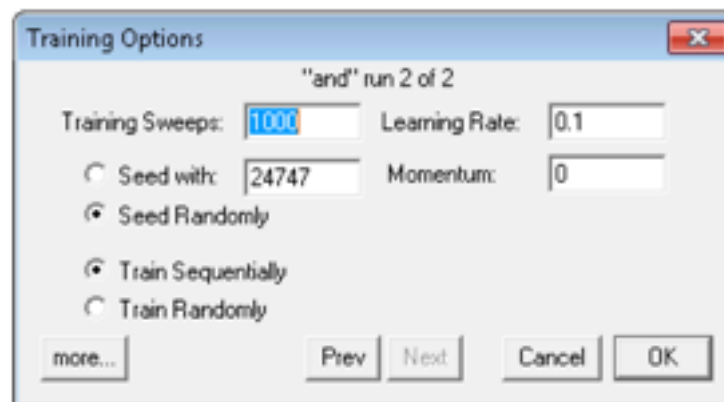 Training Options
"and" run 2 of 2
Training Sweeps: 1000 Learning Rate: 0.1
Seed with: 24747 Momentum: 0
Seed Randomly
Train Sequentially
Train Randomly
more... Prev Next Cancel OK